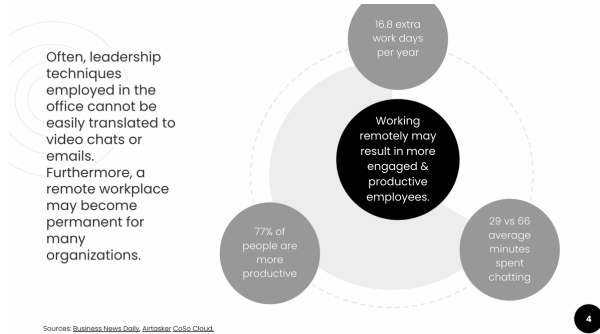 Often, leadership
techniques
employed in the
office cannot be
easily translated to
video chats or
emails.
Furthermore, a
remote workplace
may become
permanent for
many
organizations.
16.8 extra
work days
per year
Working
remotely may
result in more
engaged &
productive
employees.
77% of
people are
more
productive
29 vs 66
average
minutes
spent
chatting
Sources: Business News Daily, Airtasker CoSo Cloud,
4